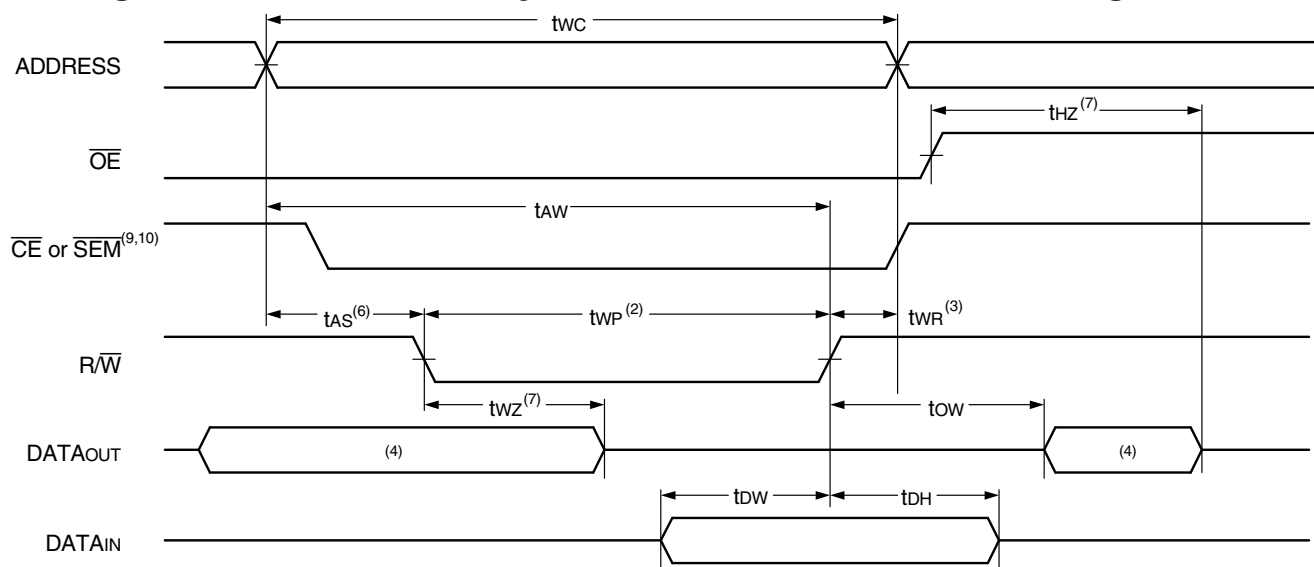 tWC
ADDRESS
tHZ(7)
OE
tAW
CE or SEM(9,10)
tAS(6) tWP(2) tWR(3)
R/W
tWZ(7) tOW
DATAOUT (4) (4)
tDW tDH
DATAIN